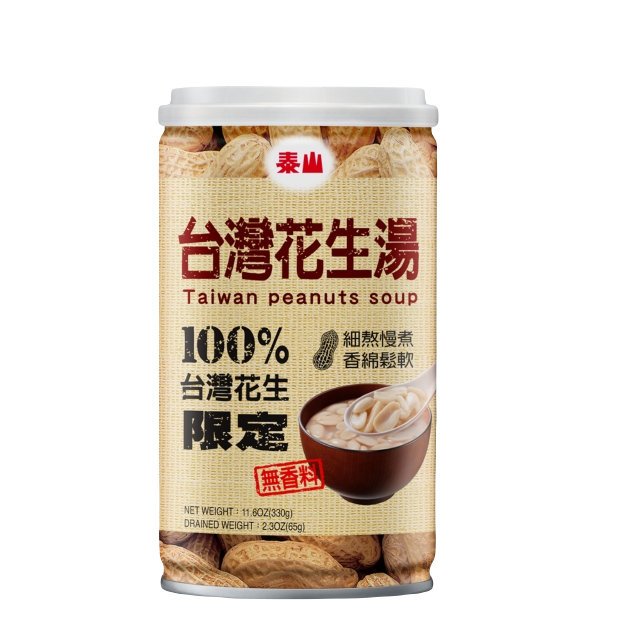 泰山
台灣花生湯
Taiwan peanuts soup
100%
台灣花生
限定
細熬慢煮
香綿鬆軟
無香料
NET WEIGHT：11.6OZ(330g)
DRAINED WEIGHT：2.3OZ(65g)